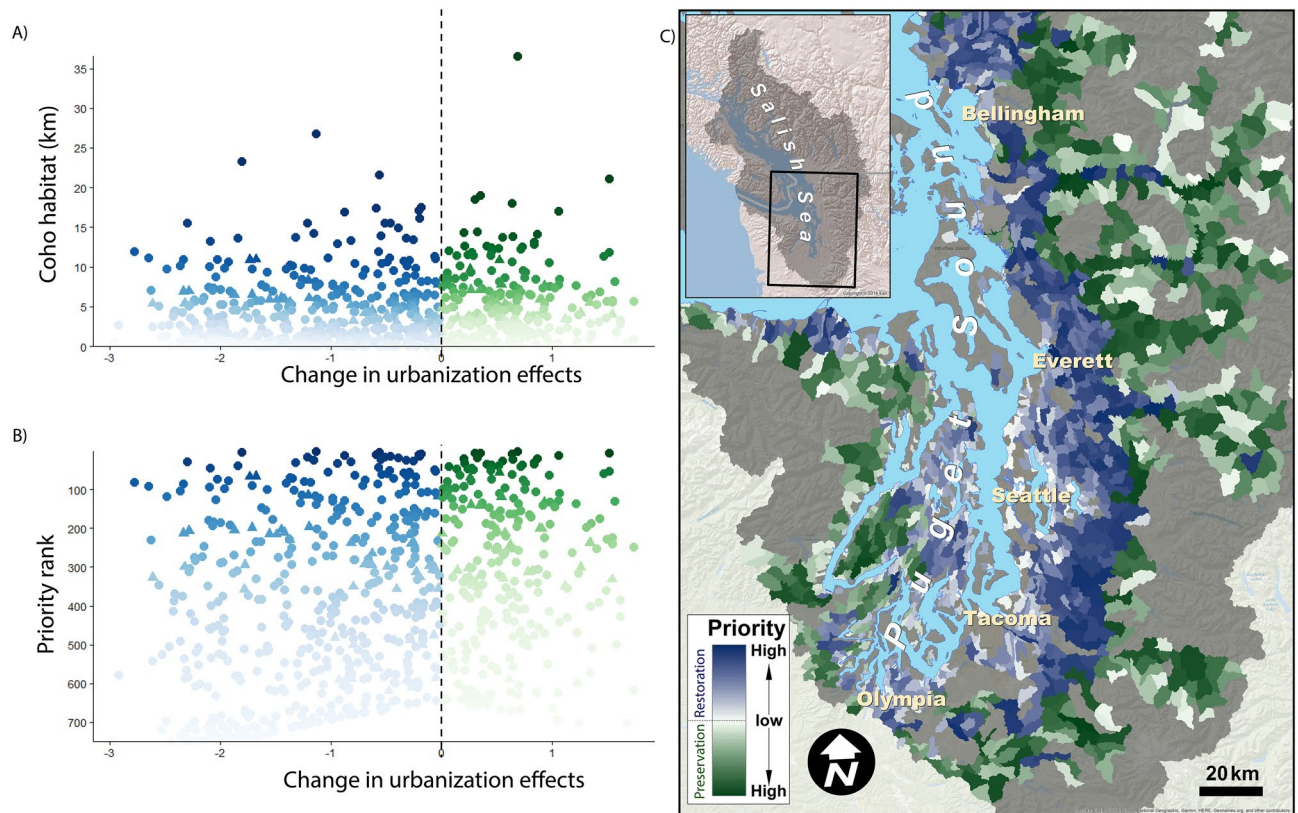 A)
35
30
25
20
15
10
5
0
Coho habitat (km)
-3
-2
-1
0
1
Change in urbanization effects
B)
100
200
300
400
500
600
700
Priority rank
-3
-2
-1
0
1
Change in urbanization effects
C)
Salish Sea
Puget Sound
Bellingham
Everett
Seattle
Tacoma
Olympia
Priority
Restoration
Preservation
High
low
High
N
20 km